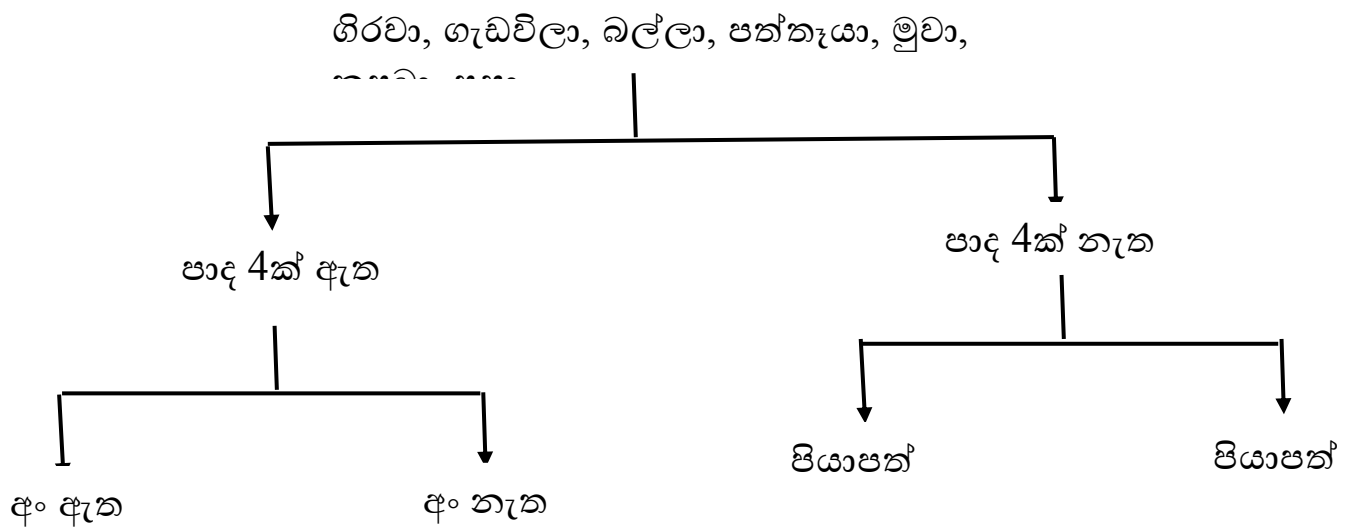 ගිරවා, ගැඩවිලා, බල්ලා, පත්තෑයා, මුවා,
පාද 4ක් ඇත
පාද 4ක් නැත
අං ඇත
අං නැත
පියාපත්
පියාපත්